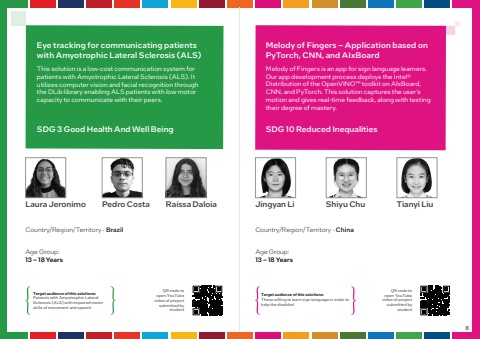 Eye tracking for communicating patients
with Amyotrophic Lateral Sclerosis (ALS)
This solution is a low-cost communication system for
patients with Amyotrophic Lateral Sclerosis (ALS). It
utilizes computer vision and facial recognition through
the DLib library enabling ALS patients with low motor
capacity to communicate with their peers.
SDG 3 Good Health And Well Being
Laura Jeronimo
Pedro Costa
Raíssa Daloia
Country/Region/Territory - Brazil
Age Group:
13 – 18 Years
Target audience of this solutions:
Patients with Amyotrophic Lateral
Sclerosis (ALS) with impaired motor
skills of movement and speech
QR code to
open YouTube
video of project
submitted by
student
Melody of Fingers – Application based on
PyTorch, CNN, and AIxBoard
Melody of Fingers is an app for sign language learners.
Our app development process deploys the Intel®
Distribution of the OpenVINO™ toolkit on AIxBoard,
CNN, and PyTorch. This solution captures the user's
motion and gives real-time feedback, along with testing
their degree of mastery.
SDG 10 Reduced Inequalities
Jingyan Li
Shiyu Chu
Tianyi Liu
Country/Region/Territory - China
Age Group:
13 – 18 Years
Target audience of this solutions:
Those willing to learn sign language in order to
help the disabled
QR code to
open YouTube
video of project
submitted by
student
8